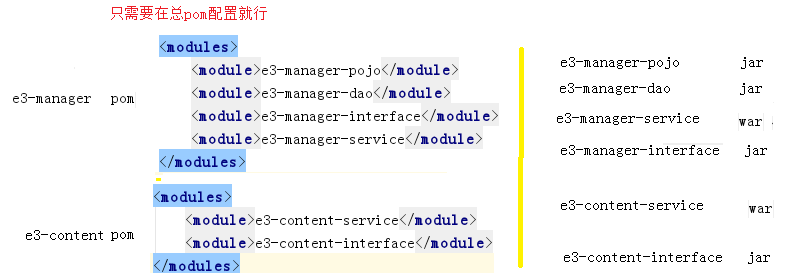 只需要在总pom配置就行
e3-manager pom
<modules>
<module>e3-manager-pojo</module>
<module>e3-manager-dao</module>
<module>e3-manager-interface</module>
<module>e3-manager-service</module>
</modules>
e3-manager-pojo jar
e3-manager-dao jar
e3-manager-service war
e3-manager-interface jar
e3-content pom
<modules>
<module>e3-content-service</module>
<module>e3-content-interface</module>
</modules>
e3-content-service war
e3-content-interface jar